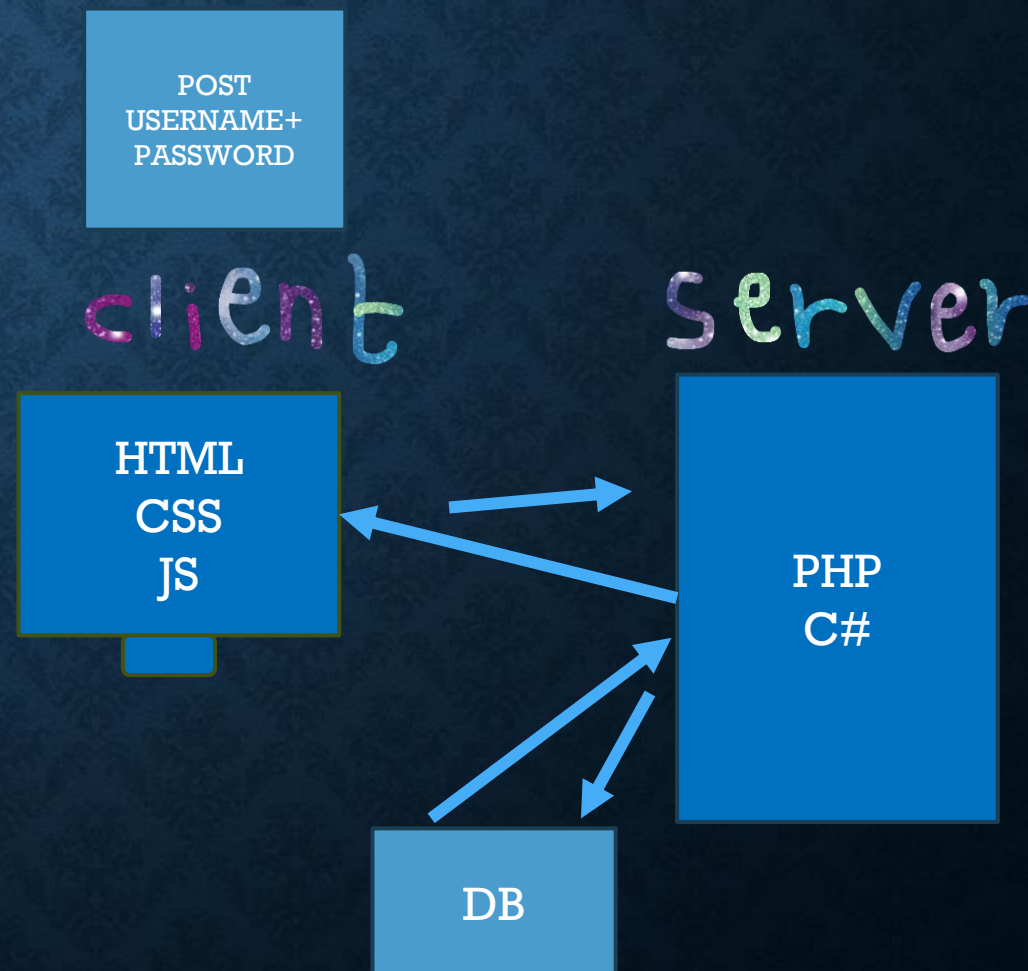 POST
USERNAME+
PASSWORD
client
server
HTML
CSS
JS
PHP
C#
DB